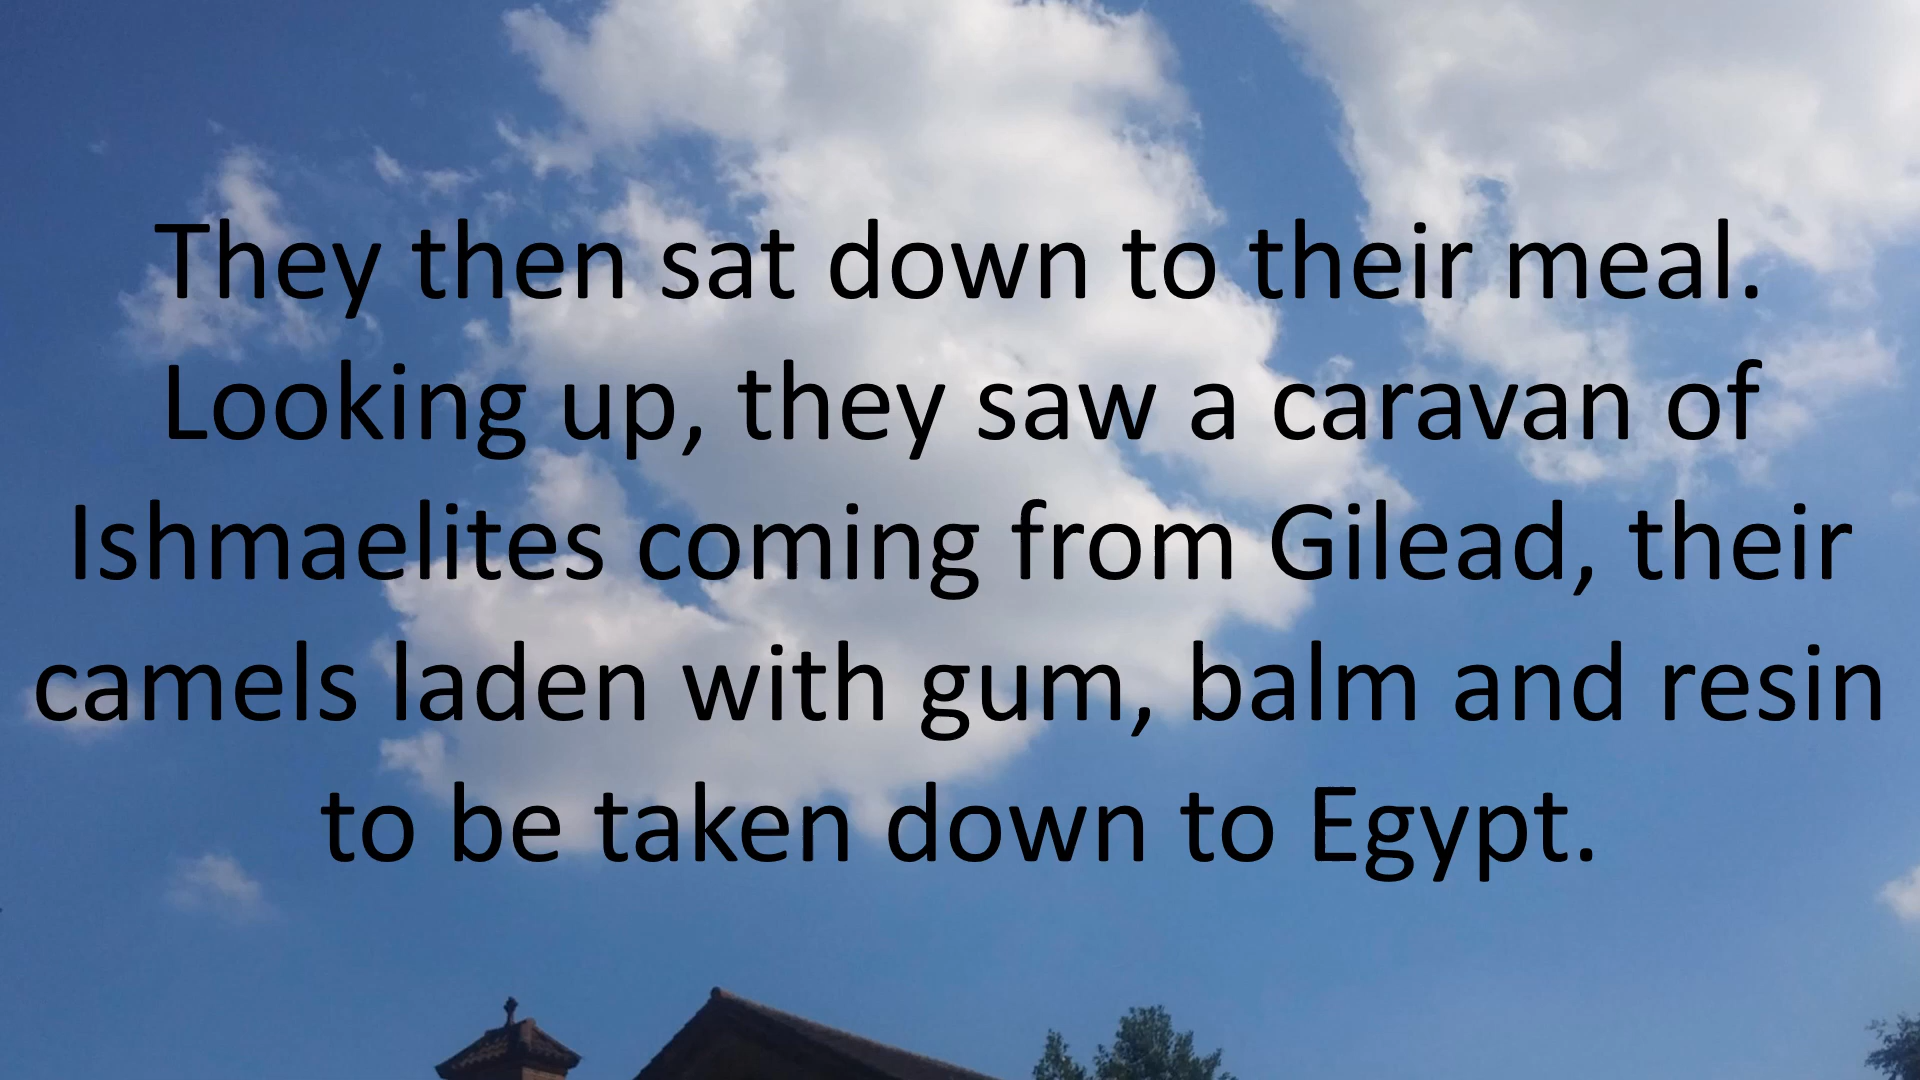 They then sat down to their meal.
Looking up, they saw a caravan of
Ishmaelites coming from Gilead, their
camels laden with gum, balm and resin
to be taken down to Egypt.